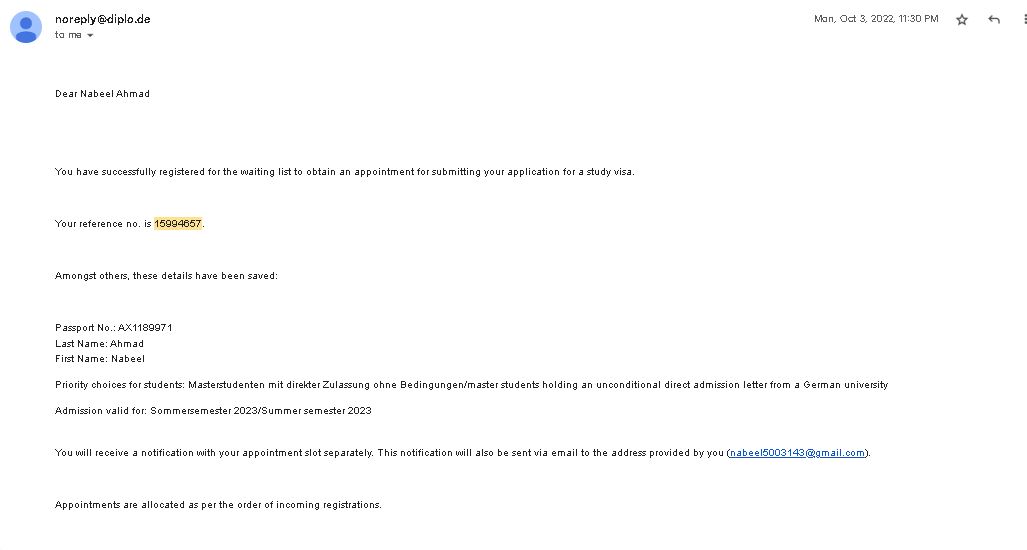 noreply@diplo.de
Mon, Oct 3, 2022, 11:30 PM
to me
Dear Nabeel Ahmad
You have successfully registered for the waiting list to obtain an appointment for submitting your application for a study visa.
Your reference no. is 15994657.
Amongst others, these details have been saved:
Passport No.: AX1189971
Last Name: Ahmad
First Name: Nabeel
Priority choices for students: Masterstudenten mit direkter Zulassung ohne Bedingungen/master students holding an unconditional direct admission letter from a German university
Admission valid for: Sommersemester 2023/Summer semester 2023
You will receive a notification with your appointment slot separately. This notification will also be sent via email to the address provided by you (nabeel5003143@gmail.com).
Appointments are allocated as per the order of incoming registrations.